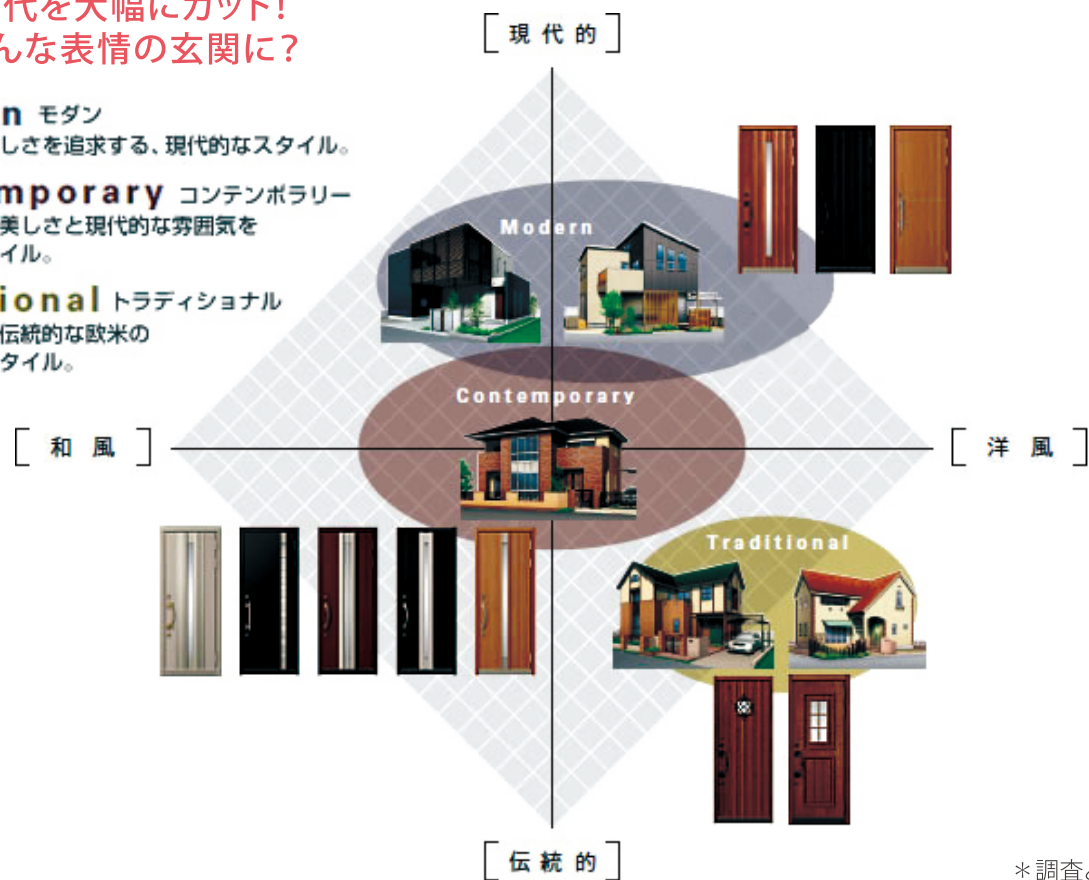 代を大幅にカット!
んな表情の玄関に?
[現代的]
n モダン
しさを追求する、現代的なスタイル。
mporary コンテンポラリー
美しさと現代的な雰囲気を
イル。
ional トラディショナル
伝統的な欧米の
タイル。
Modern
Contemporary
[和風]
[洋風]
Traditional
[伝統的]
*調査